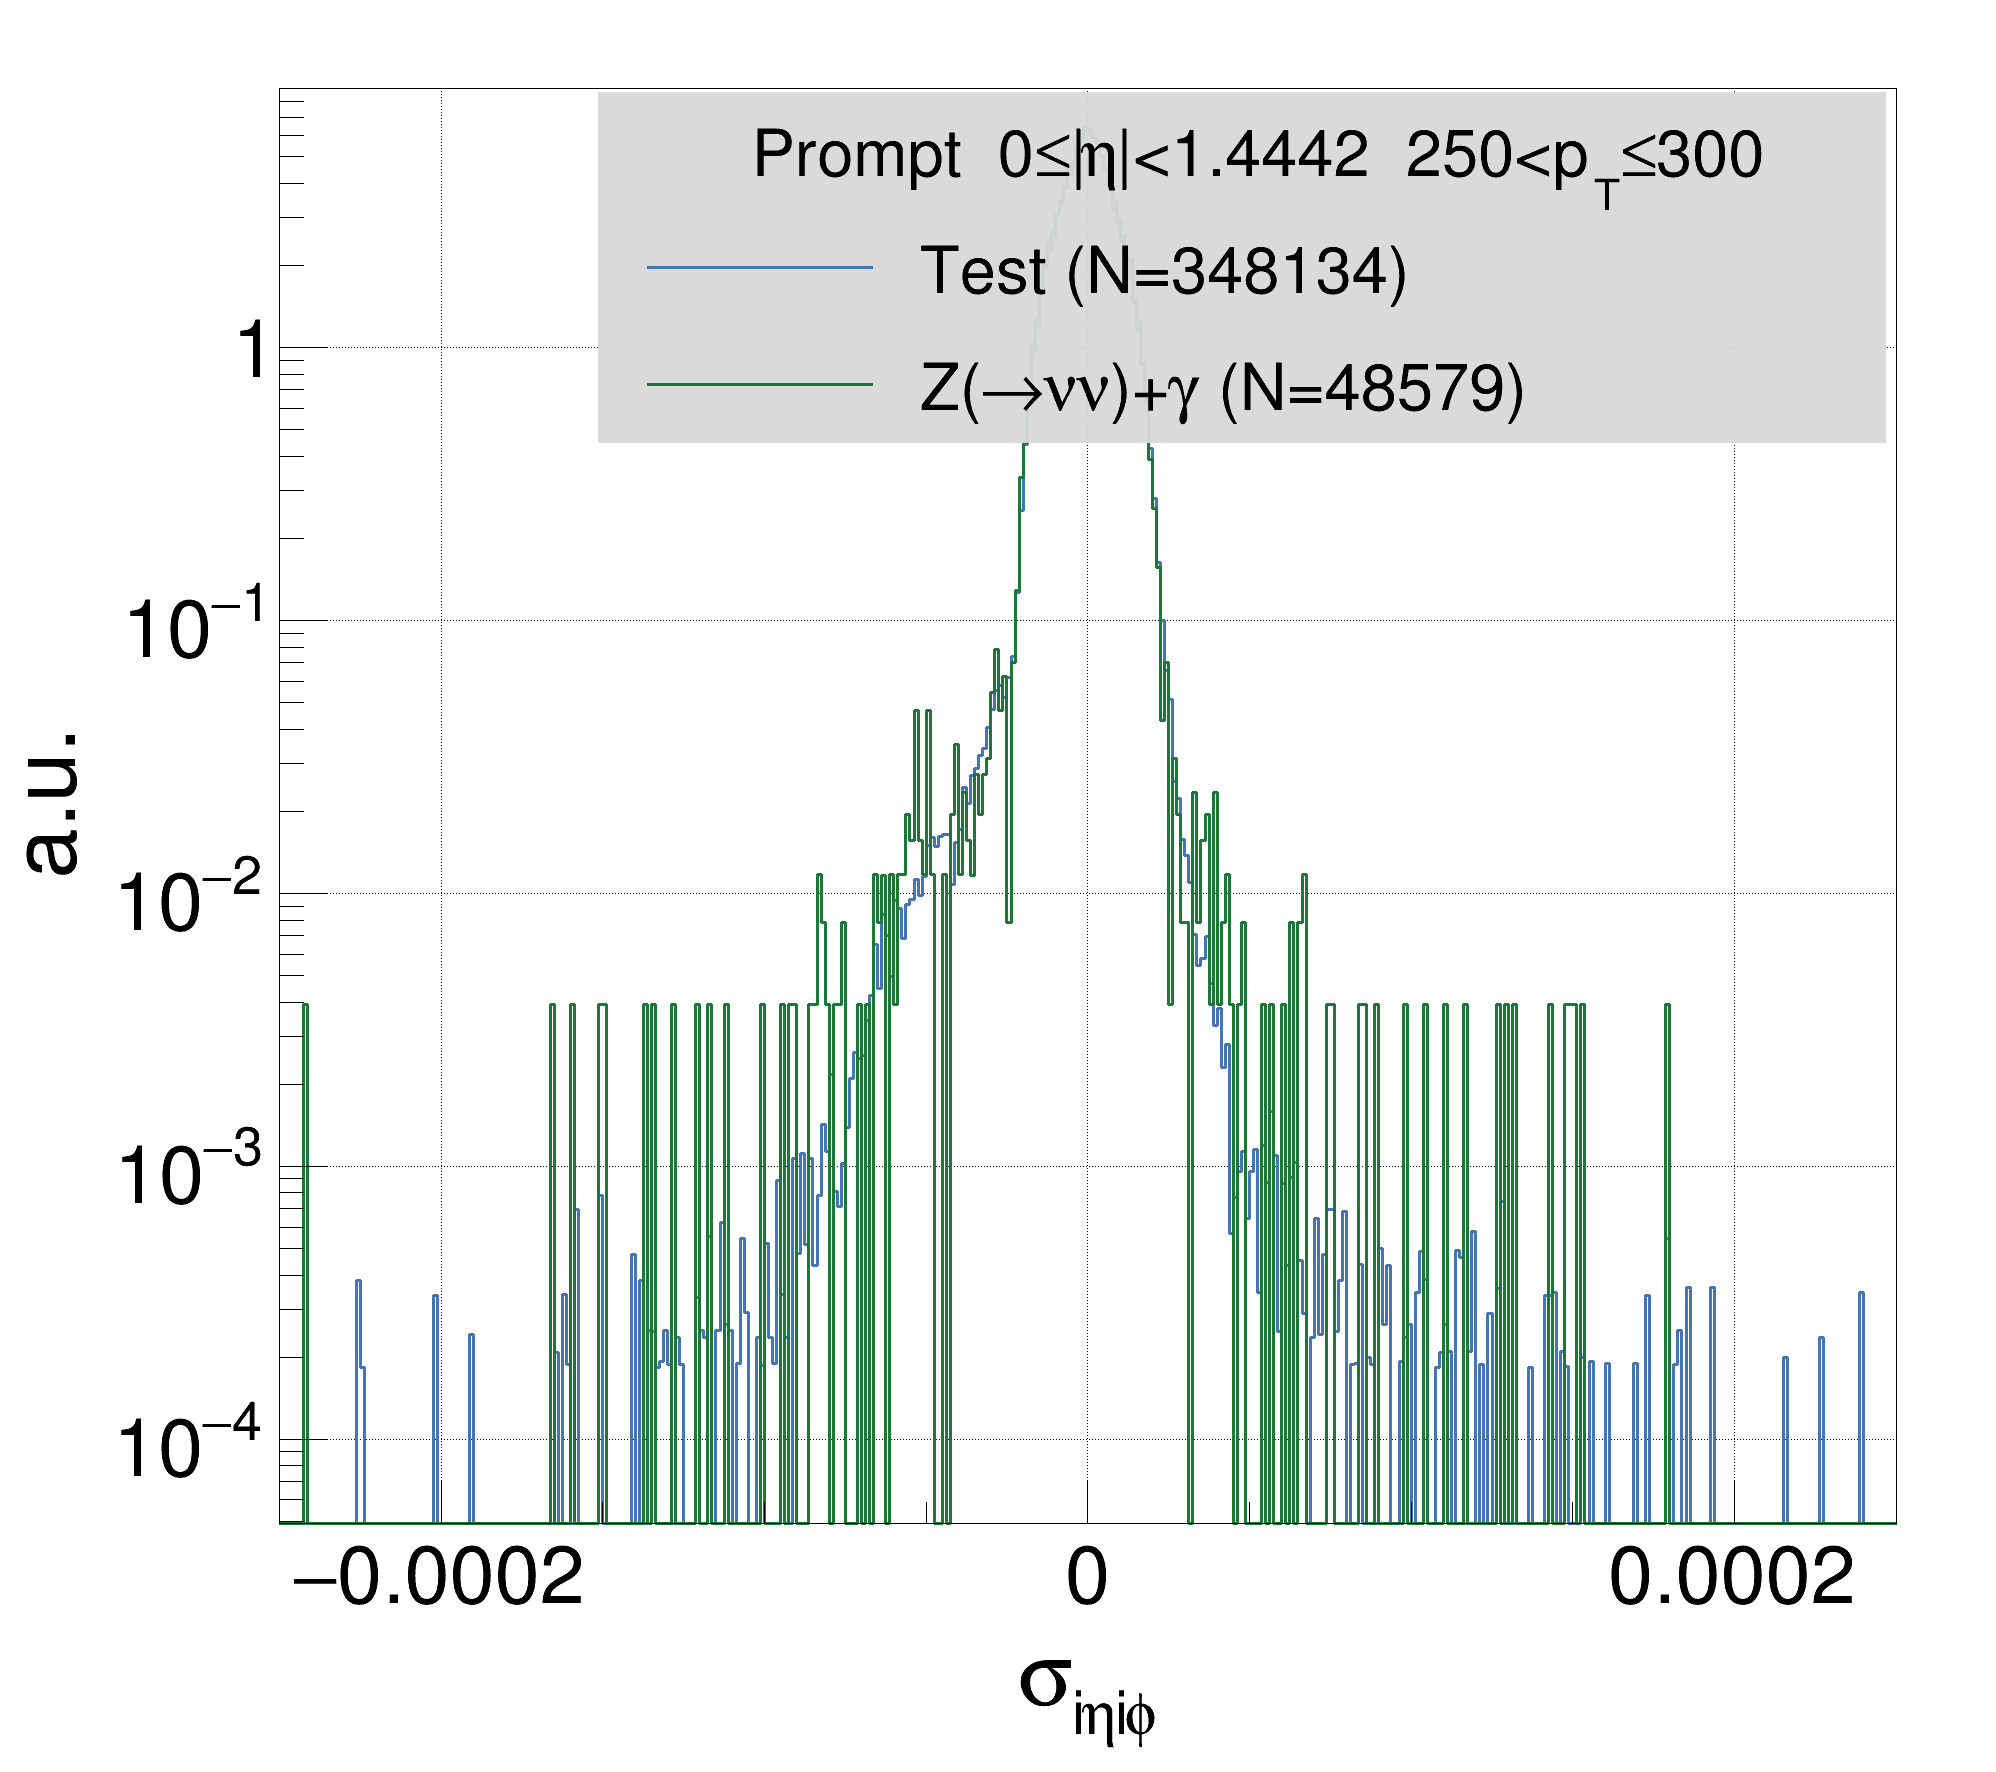 Prompt 0≤|η|<1.4442 250<p_T≤300
Test (N=348134)
Z(→νν)+γ (N=48579)
1
10⁻¹
10⁻²
10⁻³
10⁻⁴
a.u.
−0.0002 0 0.0002
σ_iηiϕ